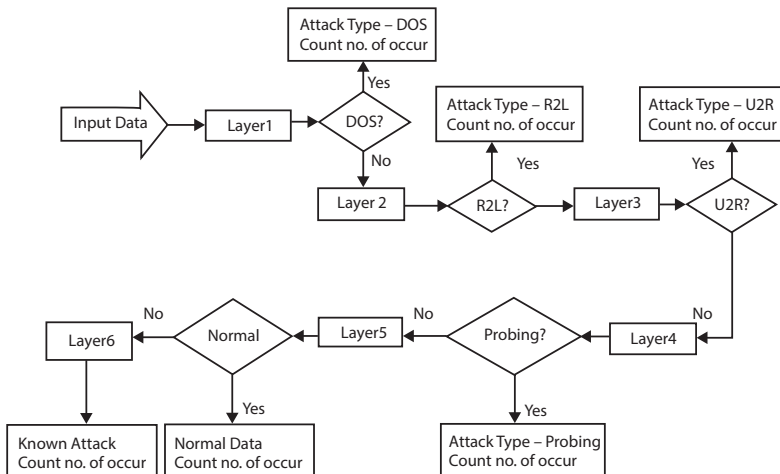 Attack Type – DOS
Count no. of occur
Yes
Input Data
Layer1
DOS?
No
Attack Type – R2L
Count no. of occur
Yes
Layer 2
R2L?
Layer3
Attack Type – U2R
Count no. of occur
Yes
U2R?
No
Layer4
Probing?
No
Yes
Attack Type – Probing
Count no. of occur
Layer5
Normal
Yes
Normal Data
Count no. of occur
No
Layer6
Known Attack
Count no. of occur